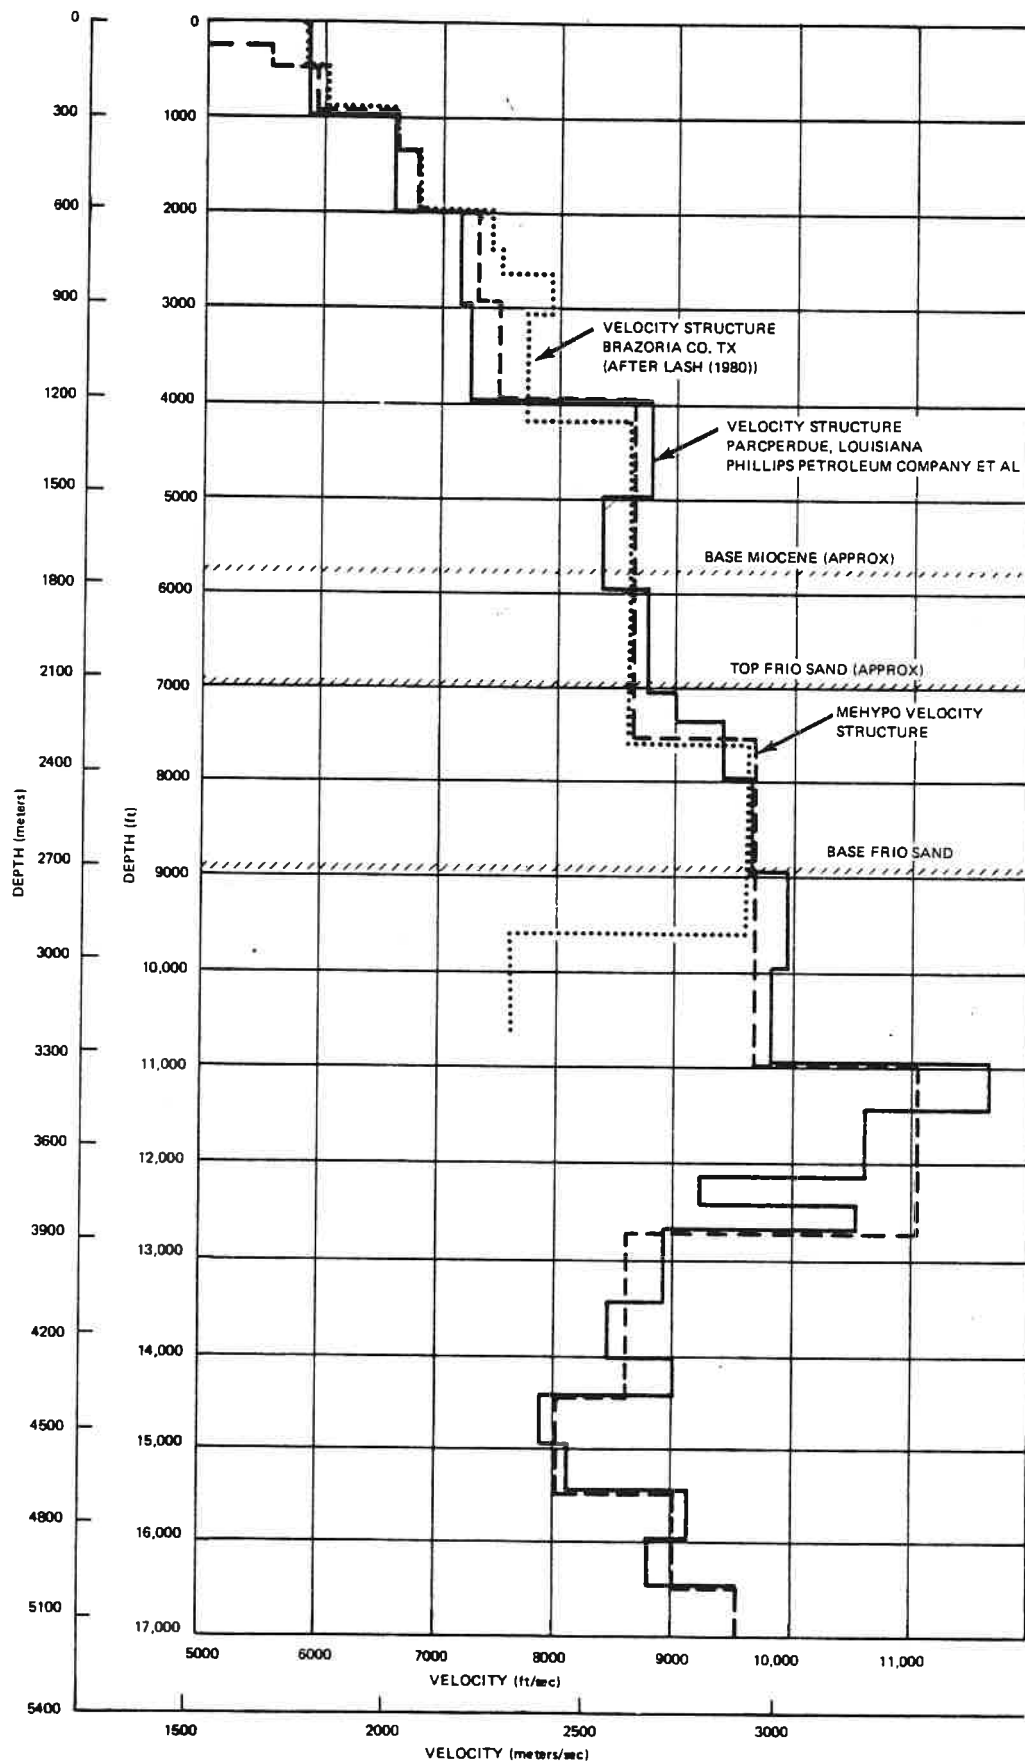 0
300
600
900
1200
1500
1800
2100
2400
2700
3000
3300
3600
3900
4200
4500
4800
5100
5400
DEPTH (meters)
0
1000
2000
3000
4000
5000
6000
7000
8000
9000
10,000
11,000
12,000
13,000
14,000
15,000
16,000
17,000
DEPTH (ft)
VELOCITY STRUCTURE
BRAZORIA CO. TX
(AFTER LASH (1980))
VELOCITY STRUCTURE
PARCPERDUE, LOUISIANA
PHILLIPS PETROLEUM COMPANY ET AL
BASE MIOCENE (APPROX)
TOP FRIO SAND (APPROX)
MEHYPO VELOCITY
STRUCTURE
BASE FRIO SAND
5000 6000 7000 8000 9000 10,000 11,000
VELOCITY (ft/sec)
1500 2000 2500 3000
VELOCITY (meters/sec)